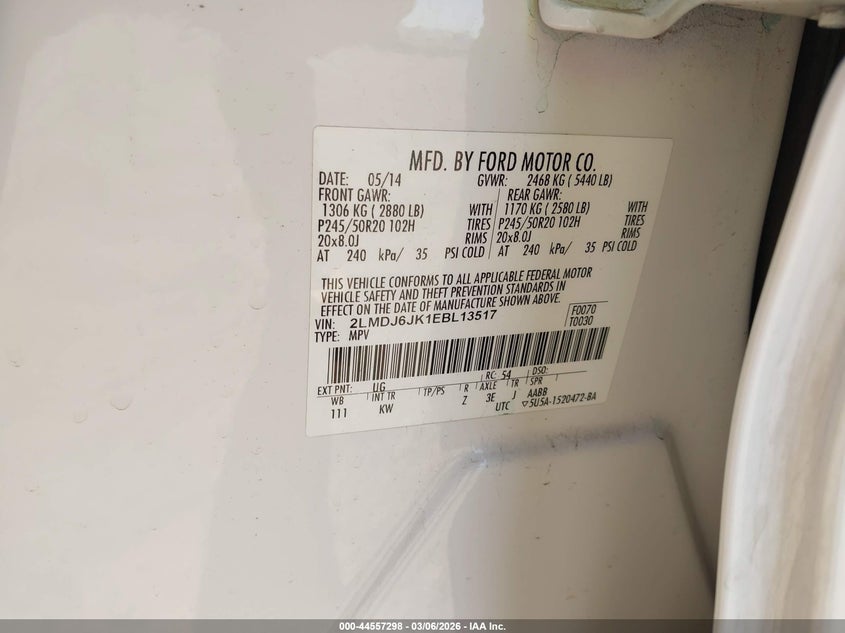 MFD. BY FORD MOTOR CO.
DATE: 05/14 GVWR: 2468 KG ( 5440 LB)
FRONT GAWR: REAR GAWR:
1306 KG ( 2880 LB) WITH 1170 KG ( 2580 LB) WITH
P245/50R20 102H TIRES P245/50R20 102H TIRES
20x8.0J RIMS 20x8.0J RIMS
AT 240 kPa/ 35 PSI COLD AT 240 kPa/ 35 PSI COLD
THIS VEHICLE CONFORMS TO ALL APPLICABLE FEDERAL MOTOR
VEHICLE SAFETY AND THEFT PREVENTION STANDARDS IN
EFFECT ON THE DATE OF MANUFACTURE SHOWN ABOVE.
VIN: 2LMDJ6JK1EBL13517 F0070
TYPE: MPV T0030
EXT PNT: UG RC: 54 DSO:
WB INT TR TP/PS R AXLE TR SPR
111 KW Z 3E J AABB
UTC ▽5U5A-1520472-BA
000-44557298 - 03/06/2026 - IAA Inc.